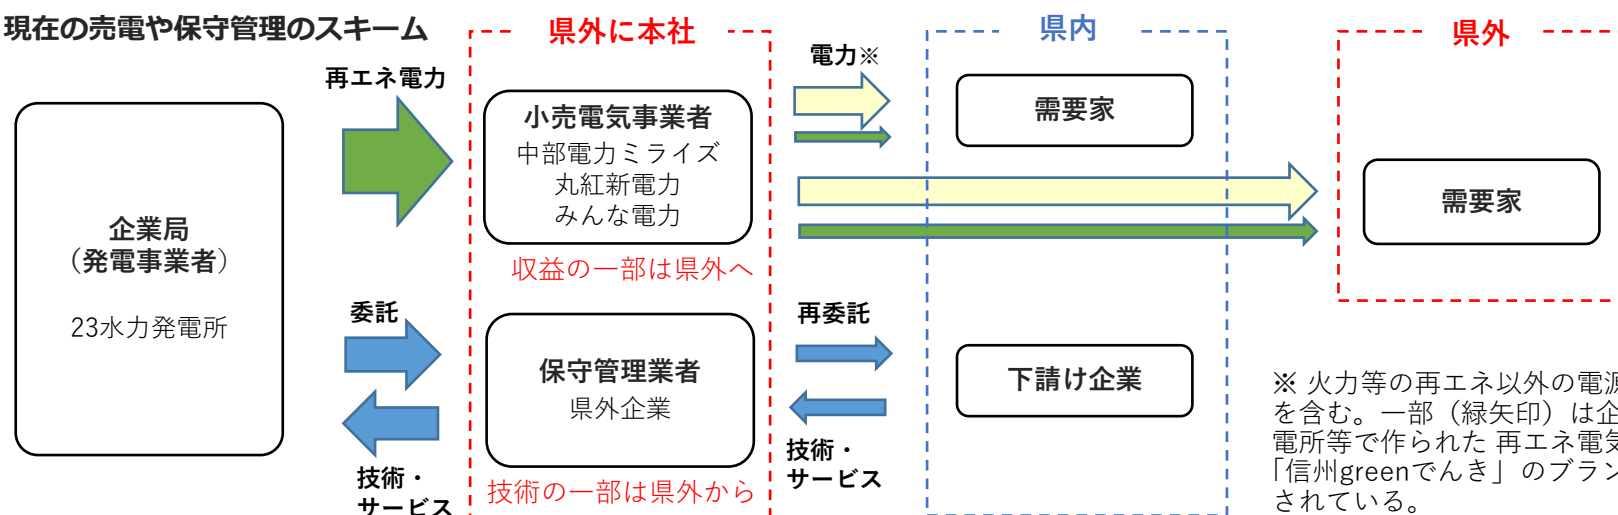 現在の売電や保守管理のスキーム
県外に本社
県内
県外
再エネ電力
電力※
小売電気事業者
中部電力ミライズ
丸紅新電力
みんな電力
需要家
需要家
企業局
（発電事業者）
23水力発電所
収益の一部は県外へ
委託
再委託
保守管理業者
県外企業
下請け企業
技術・
サービス
技術の一部は県外から
技術・
サービス
※ 火力等の再エネ以外の電源
を含む。一部（緑矢印）は企
電所等で作られた 再エネ電気
「信州greenでんき」のブラン
されている。